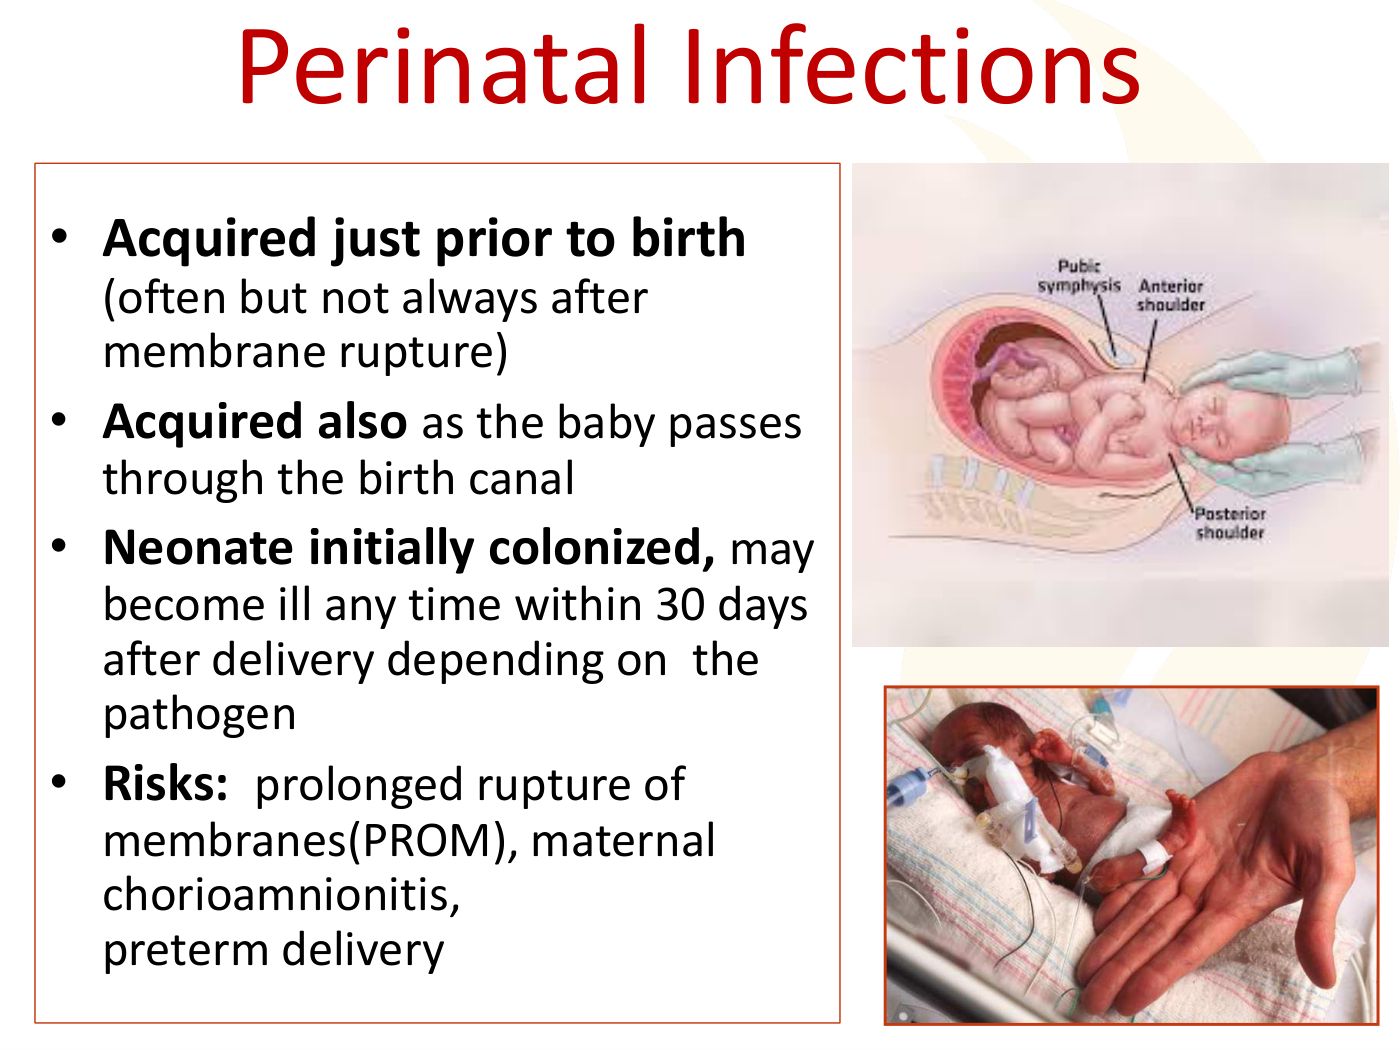 Perinatal Infections
• Acquired just prior to birth
(often but not always after
membrane rupture)
• Acquired also as the baby passes
through the birth canal
• Neonate initially colonized, may
become ill any time within 30 days
after delivery depending on  the
pathogen
• Risks:  prolonged rupture of
membranes(PROM), maternal
chorioamnionitis,
preterm delivery
Pubic
symphysis
Anterior
shoulder
Posterior
shoulder